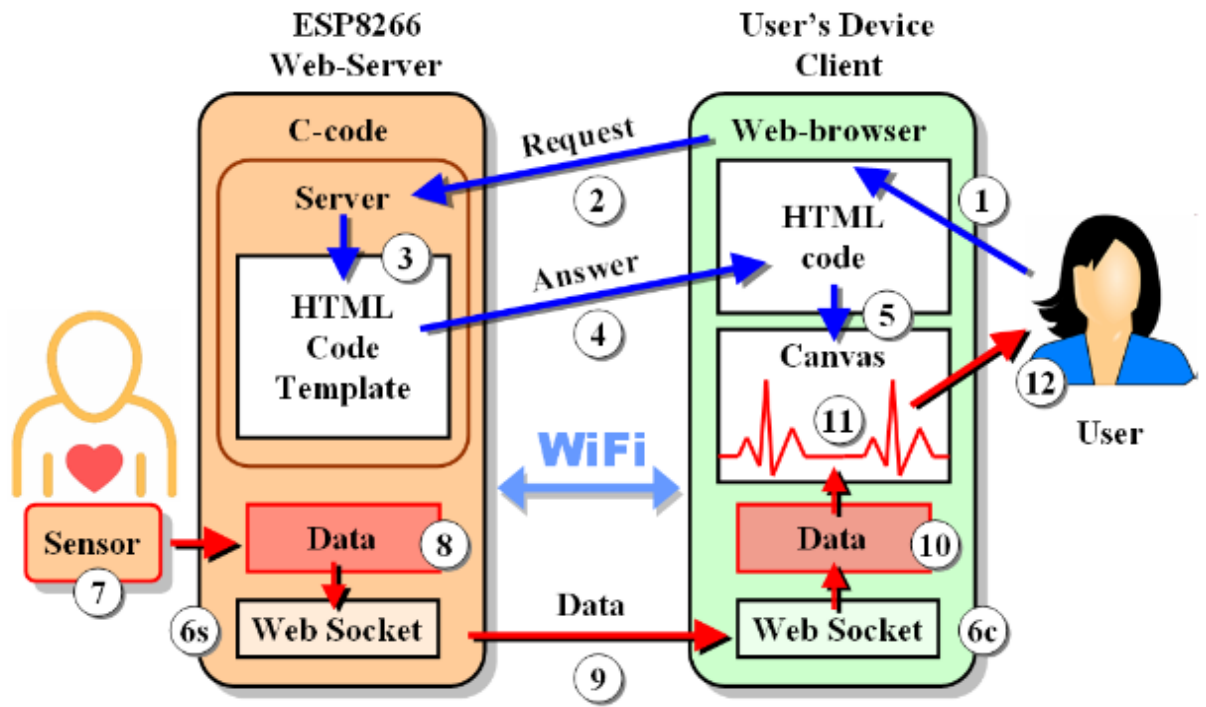 ESP8266
Web-Server
User's Device
Client
C-code
Request
Web-browser
2
1
Server
HTML
code
3
Answer
HTML
Code
Template
4
5
Canvas
12
11
User
WiFi
Sensor
Data
8
Data
10
7
6s
Web Socket
Data
Web Socket
6c
9